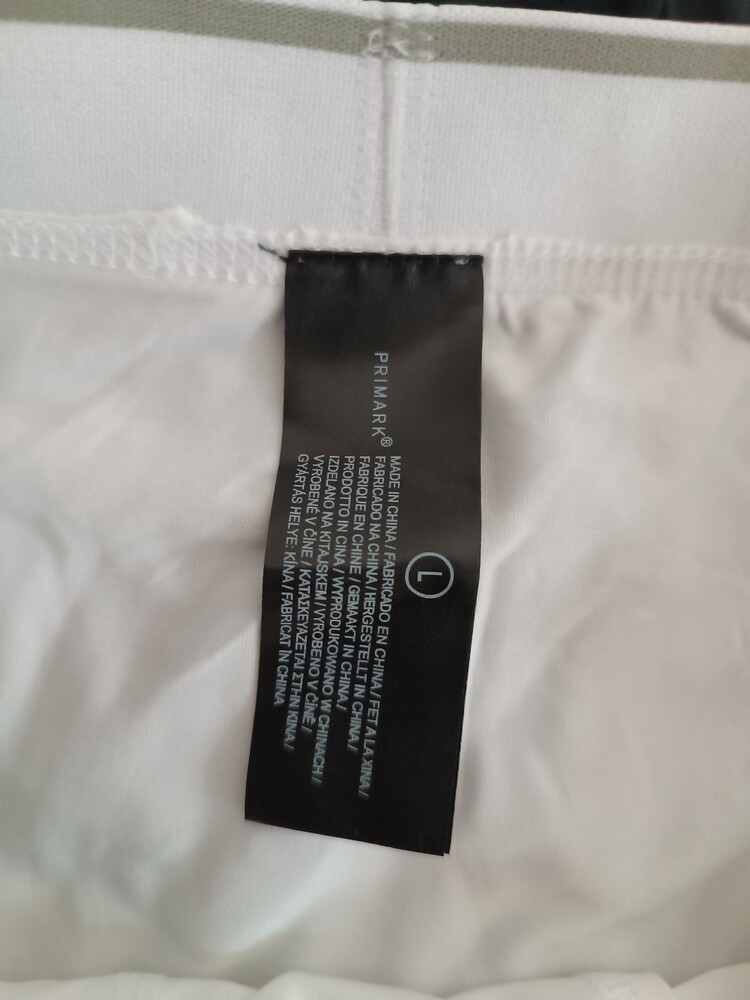 PRIMARK®
L
MADE IN CHINA / FABRICADO EN CHINA / FET A LA XINA /
FABRICADO NA CHINA / HERGESTELLT IN CHINA /
FABRIQUE EN CHINE / GEMAAKT IN CHINA /
PRODOTTO IN CINA / WYPRODUKOWANO W CHINACH /
IZDELANO NA KITAJSKEM / VYROBENO V ČÍNĚ /
VYROBENÉ V ČÍNE / ΚΑΤΑΣΚΕΥΑΖΕΤΑΙ ΣΤΗΝ ΚΙΝΑ /
GYÁRTÁS HELYE: KÍNA / FABRICAT ÎN CHINA